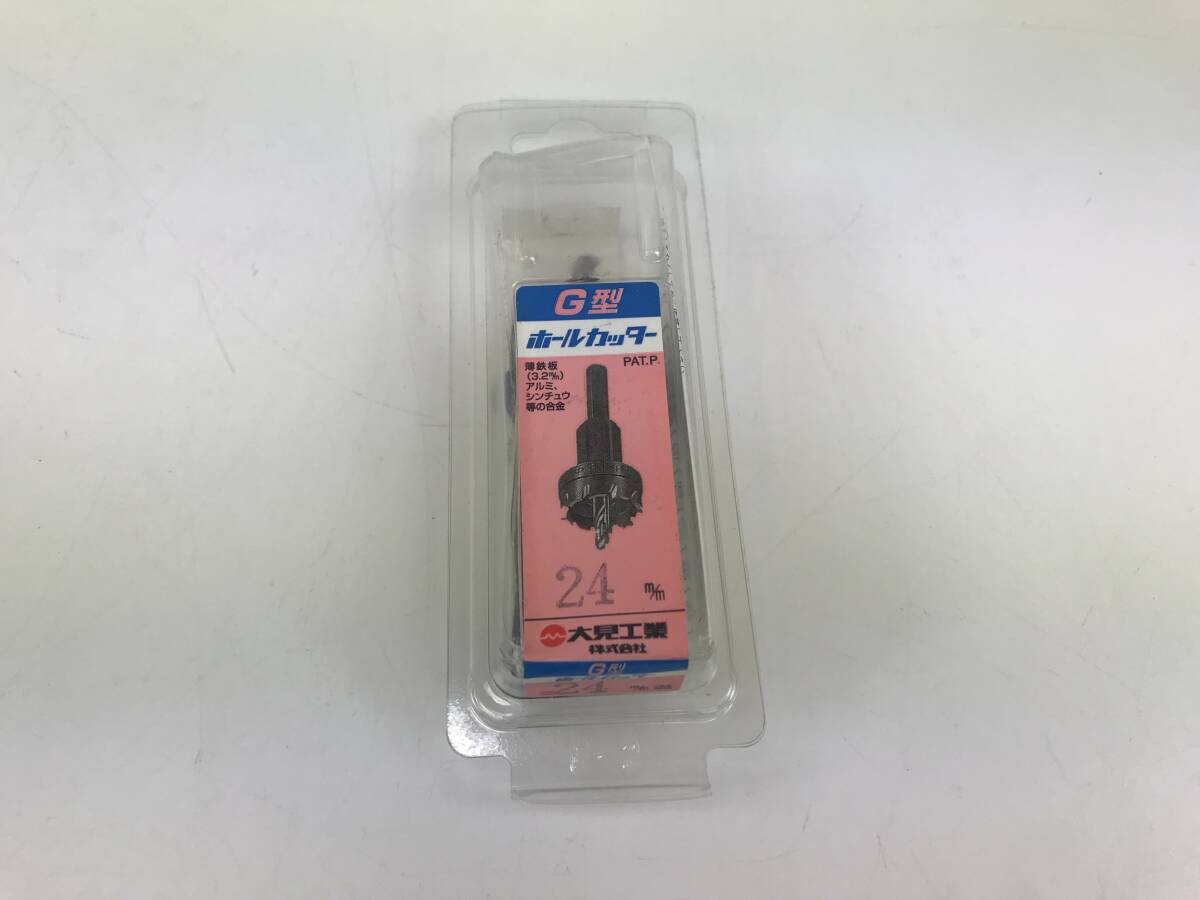 G型
ホールカッター
PAT.P.
薄鉄板
(3.2m/m)
アルミ、
シンチュウ
等の合金
24 m/m
大見工業
株式会社
G型
24